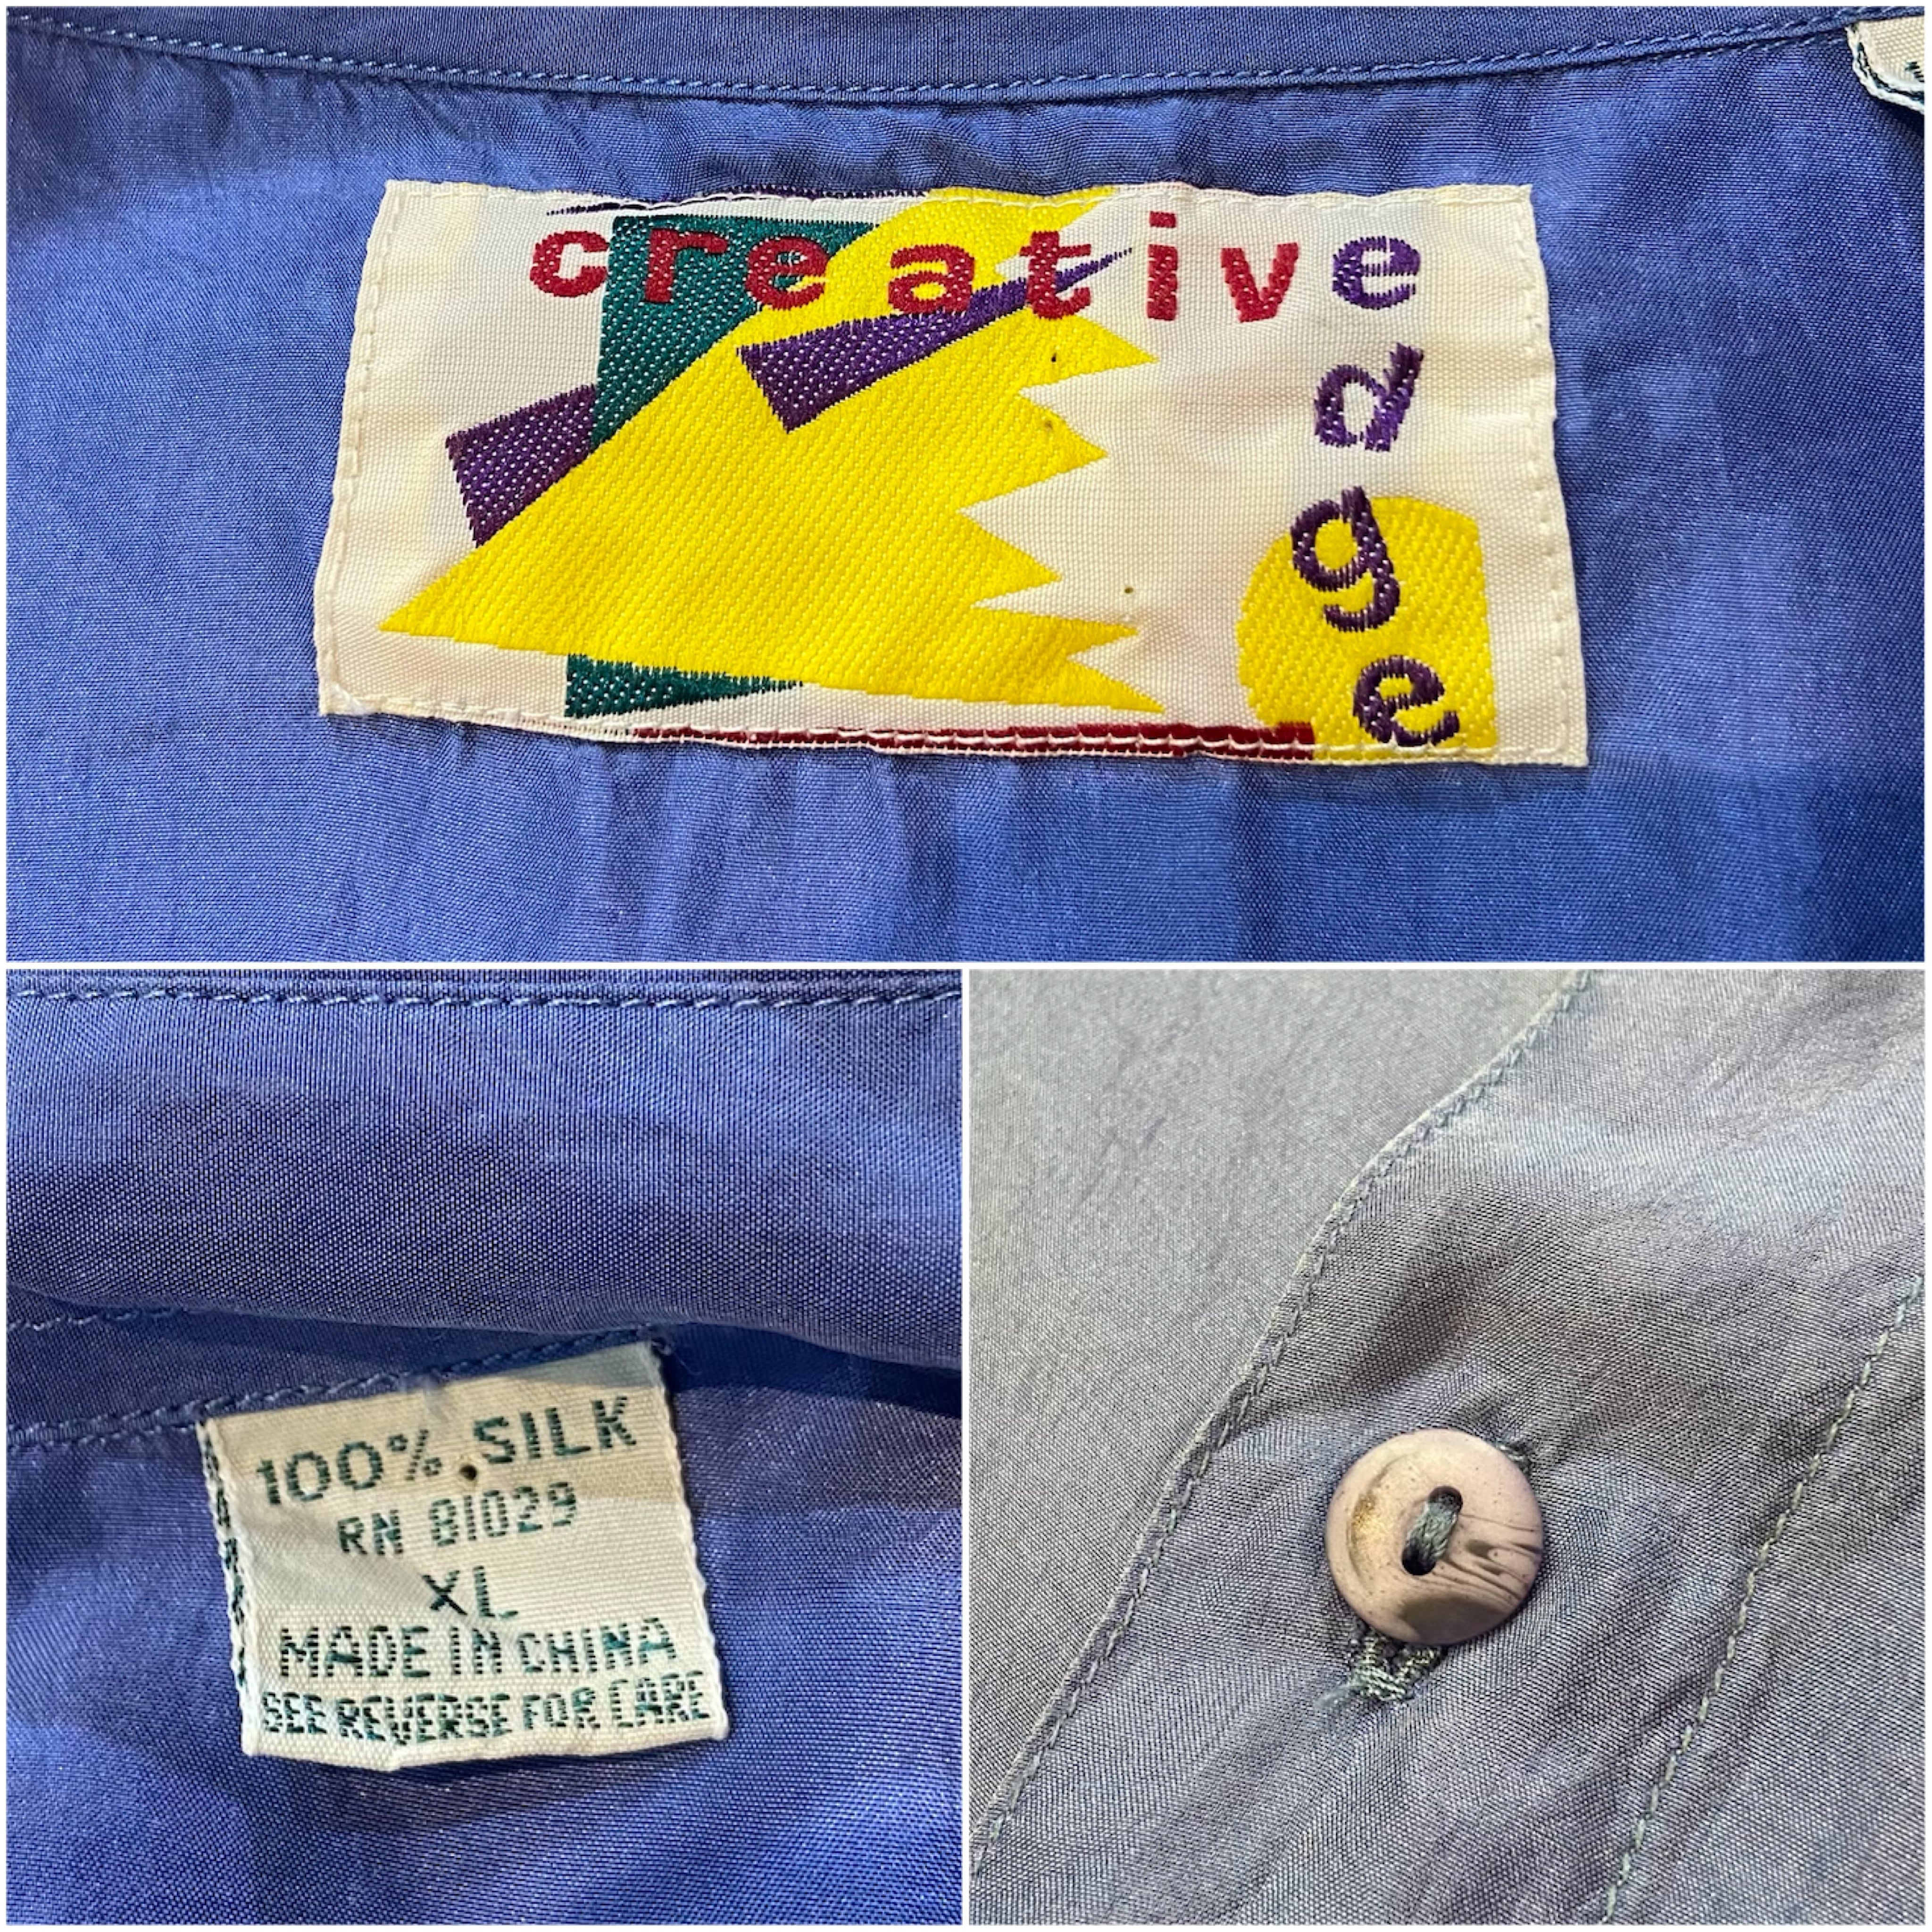 creative
edge
100% SILK
RN 81029
XL
MADE IN CHINA
SEE REVERSE FOR CARE